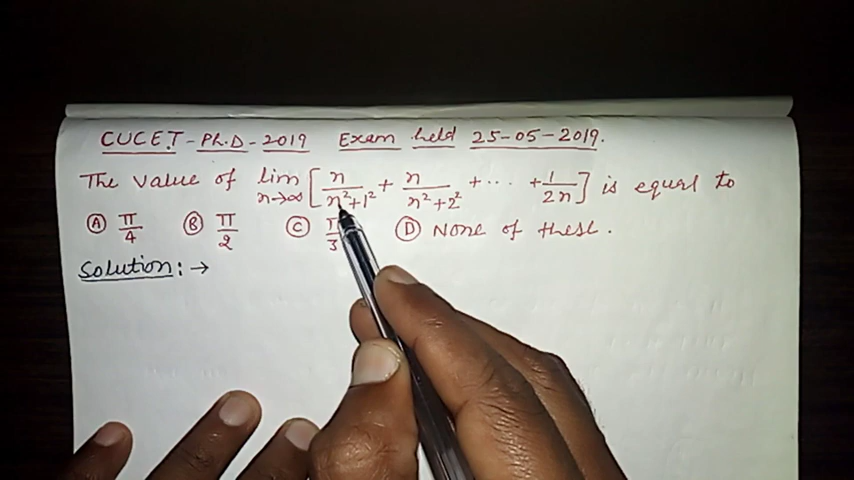 CUCET - Ph.D - 2019 Exam held 25-05-2019.
The value of lim n→∞ [ n/(n²+1²) + n/(n²+2²) + ... + 1/2n ] is equal to
(A) π/4 (B) π/2 (C) π/3 (D) None of these.
Solution : →